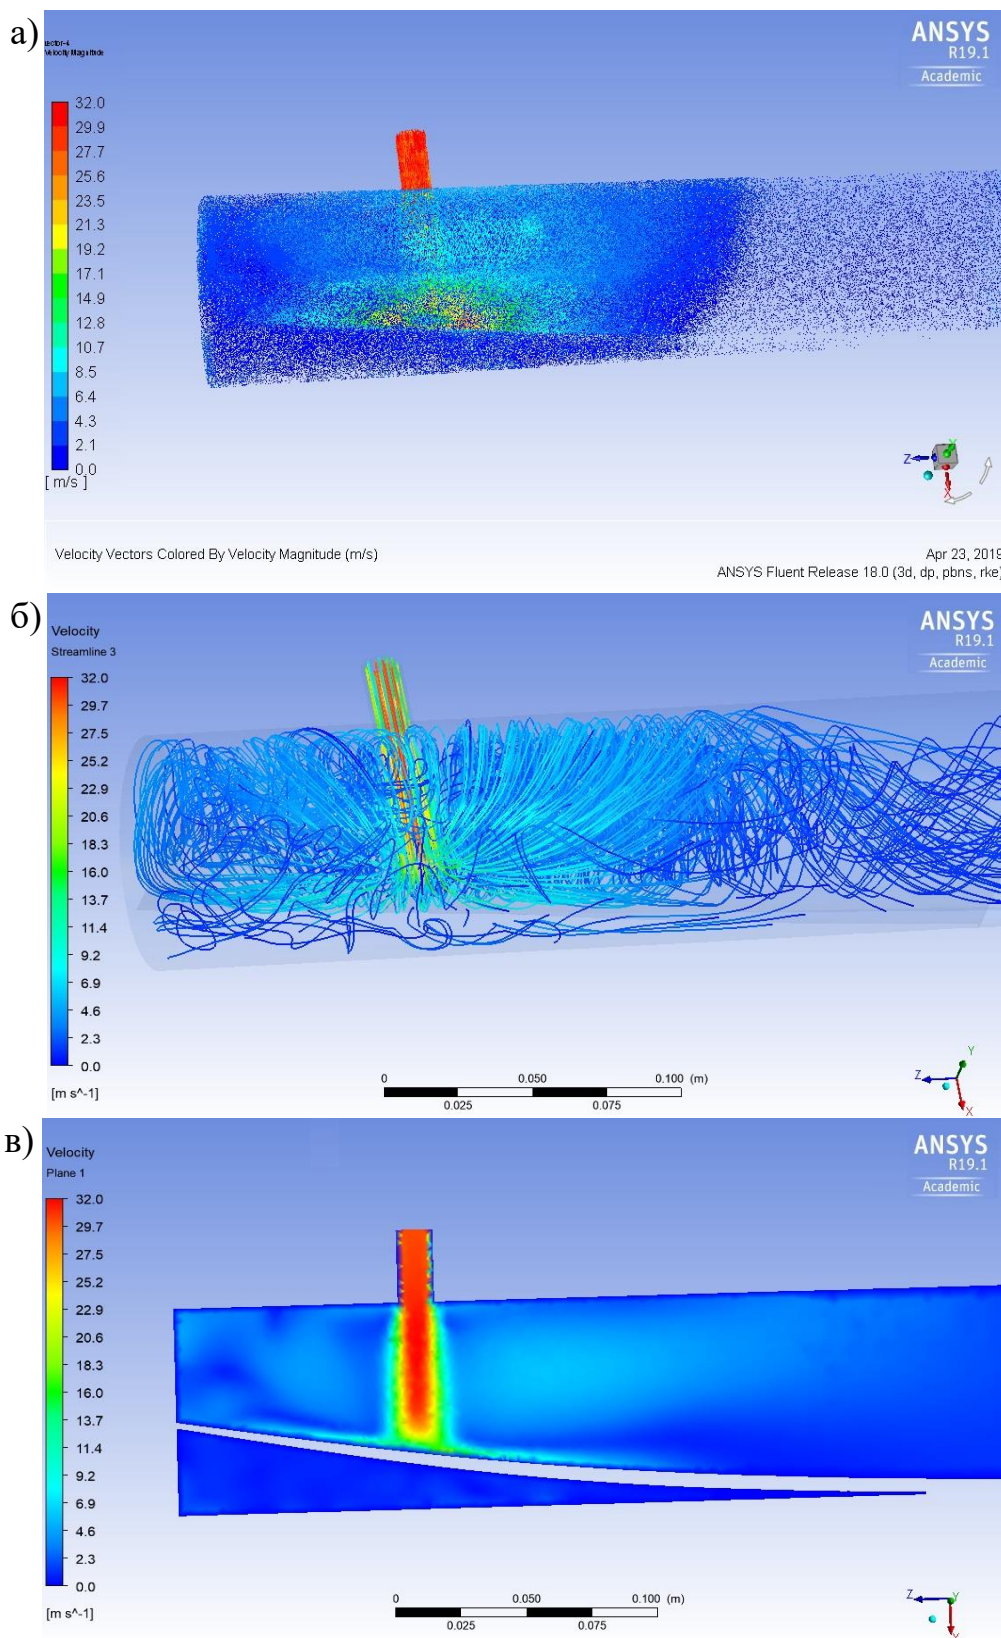 а)
vector-4
Velocity Magnitude
ANSYS
R19.1
Academic
32.0
29.9
27.7
25.6
23.5
21.3
19.2
17.1
14.9
12.8
10.7
8.5
6.4
4.3
2.1
0.0
[ m/s ]
Z
Y
X
Velocity Vectors Colored By Velocity Magnitude (m/s)
Apr 23, 2019
ANSYS Fluent Release 18.0 (3d, dp, pbns, rke)
б)
Velocity
Streamline 3
ANSYS
R19.1
Academic
32.0
29.7
27.5
25.2
22.9
20.6
18.3
16.0
13.7
11.4
9.2
6.9
4.6
2.3
0.0
[m s^-1]
0 0.050 0.100 (m)
0.025 0.075
Y
Z
X
в)
Velocity
Plane 1
ANSYS
R19.1
Academic
32.0
29.7
27.5
25.2
22.9
20.6
18.3
16.0
13.7
11.4
9.2
6.9
4.6
2.3
0.0
[m s^-1]
0 0.050 0.100 (m)
0.025 0.075
Z
Y